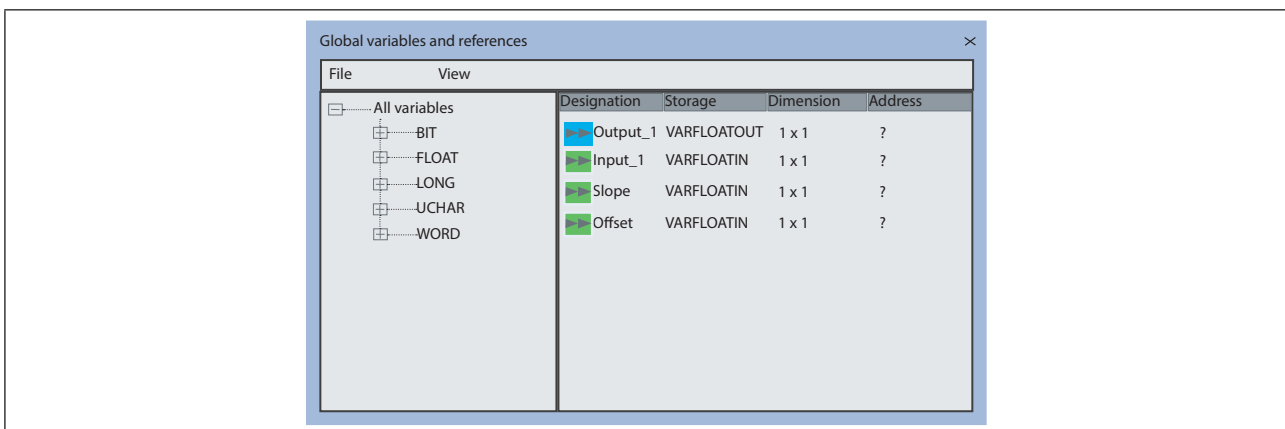 Global variables and references ×
File View
All variables
BIT
FLOAT
LONG
UCHAR
WORD
Designation Storage Dimension Address
Output_1 VARFLOATOUT 1 x 1 ?
Input_1 VARFLOATIN 1 x 1 ?
Slope VARFLOATIN 1 x 1 ?
Offset VARFLOATIN 1 x 1 ?